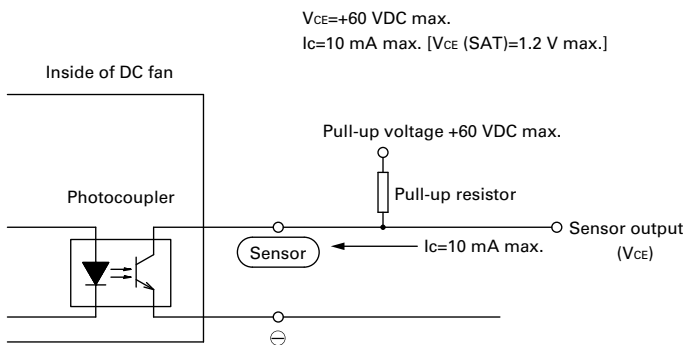 VCE=+60 VDC max.
Ic=10 mA max. [VCE (SAT)=1.2 V max.]
Inside of DC fan
Pull-up voltage +60 VDC max.
Photocoupler
Pull-up resistor
Sensor
Ic=10 mA max.
Sensor output
(VCE)
⊖